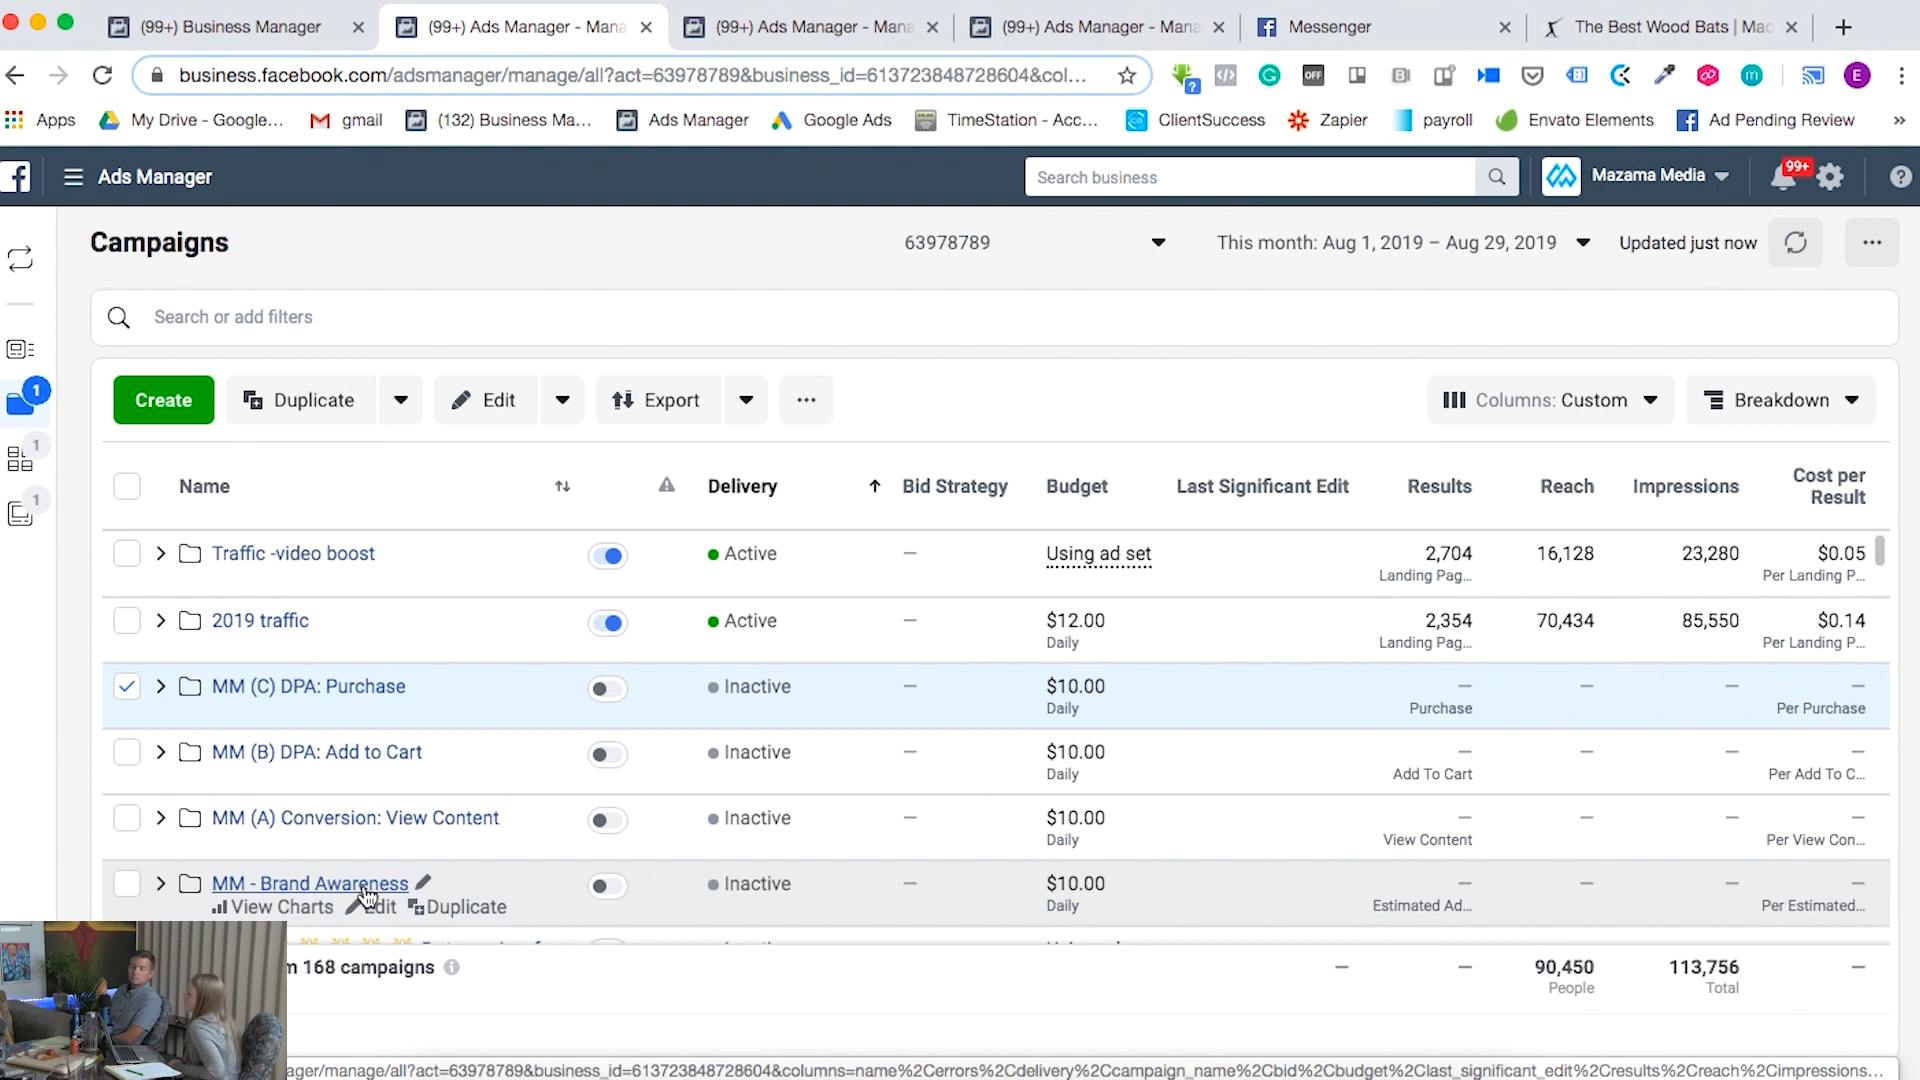 (99+) Business Manager
(99+) Ads Manager - Mana
(99+) Ads Manager - Mana
(99+) Ads Manager - Mana
Messenger
The Best Wood Bats | Mac
business.facebook.com/adsmanager/manage/all?act=63978789&business_id=613723848728604&col...
OFF
E
Apps
My Drive - Google...
gmail
(132) Business Ma...
Ads Manager
Google Ads
TimeStation - Acc...
ClientSuccess
Zapier
payroll
Envato Elements
Ad Pending Review
»
Ads Manager
Search business
Mazama Media
99+
Campaigns
63978789
This month: Aug 1, 2019 – Aug 29, 2019
Updated just now
Search or add filters
1
1
1
Create
Duplicate
Edit
Export
Columns: Custom
Breakdown
Name
Delivery
Bid Strategy
Budget
Last Significant Edit
Results
Reach
Impressions
Cost per
Result
Traffic -video boost
Active
—
Using ad set
2,704
Landing Pag...
16,128
23,280
$0.05
Per Landing P...
2019 traffic
Active
—
$12.00
Daily
2,354
Landing Pag...
70,434
85,550
$0.14
Per Landing P...
MM (C) DPA: Purchase
Inactive
—
$10.00
Daily
—
Purchase
—
—
—
Per Purchase
MM (B) DPA: Add to Cart
Inactive
—
$10.00
Daily
—
Add To Cart
—
—
—
Per Add To C...
MM (A) Conversion: View Content
Inactive
—
$10.00
Daily
—
View Content
—
—
—
Per View Con...
MM - Brand Awareness
View Charts
Edit
Duplicate
Inactive
—
$10.00
Daily
—
Estimated Ad...
—
—
—
Per Estimated...
m 168 campaigns
—
—
90,450
People
113,756
Total
—
ager/manage/all?act=63978789&business_id=613723848728604&columns=name%2Cerrors%2Cdelivery%2Ccampaign_name%2Cbid%2Cbudget%2Clast_significant_edit%2Cresults%2Creach%2Cimpressions...